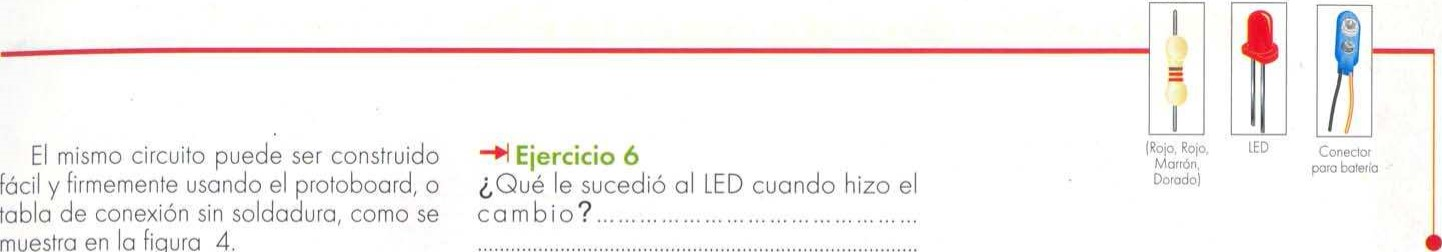 (Rojo, Rojo,
Marrón,
Dorado)
LED
Conector
para batería
El mismo circuito puede ser construido
fácil y firmemente usando el protoboard, o
tabla de conexión sin soldadura, como se
muestra en la figura 4.
Ejercicio 6
¿Qué le sucedió al LED cuando hizo el
cambio?................................................
................................................................